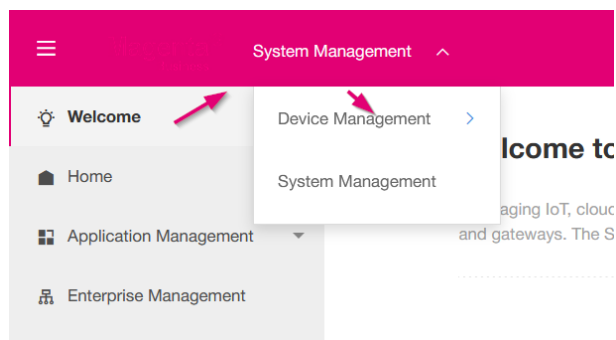 System Management
Welcome
Device Management
lcome to
Home
System Management
aging IoT, cloud
Application Management
and gateways. The S
Enterprise Management